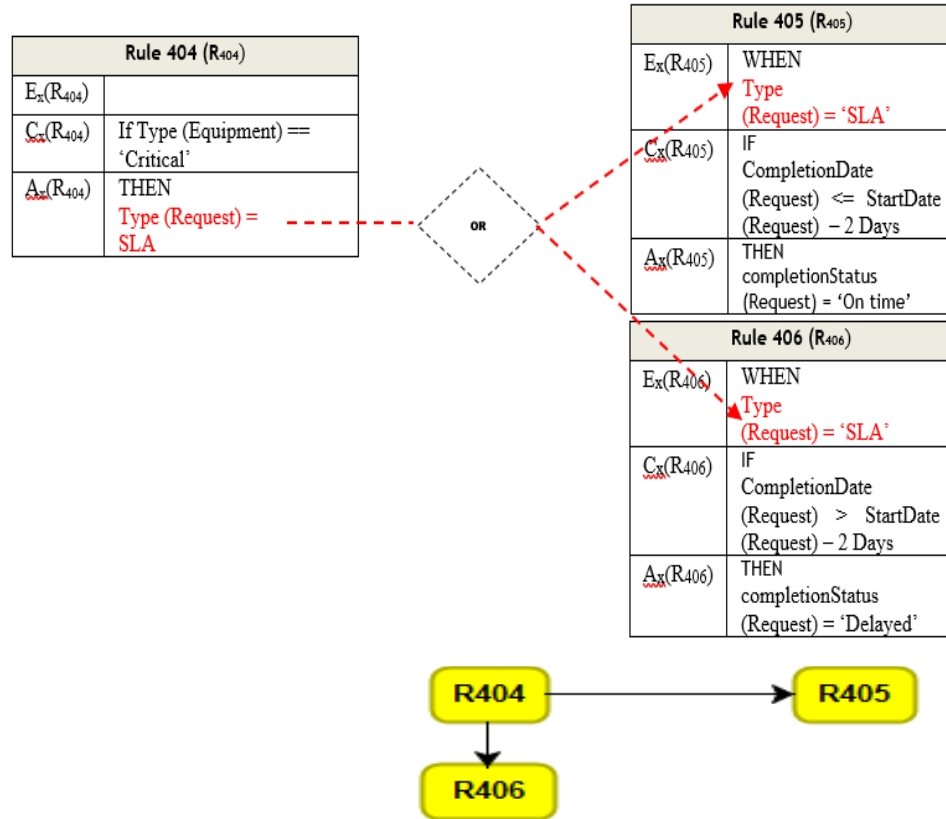 Rule 404 (R404)
Ex(R404)
Cx(R404)
If Type (Equipment) ==
‘Critical’
Ax(R404)
THEN
Type (Request) =
SLA
OR
Rule 405 (R405)
Ex(R405)
WHEN
Type
(Request) = ‘SLA’
Cx(R405)
IF
CompletionDate
(Request) <= StartDate
(Request) – 2 Days
Ax(R405)
THEN
completionStatus
(Request) = ‘On time’
Rule 406 (R406)
Ex(R406)
WHEN
Type
(Request) = ‘SLA’
Cx(R406)
IF
CompletionDate
(Request) > StartDate
(Request) – 2 Days
Ax(R406)
THEN
completionStatus
(Request) = ‘Delayed’
R404
R405
R406